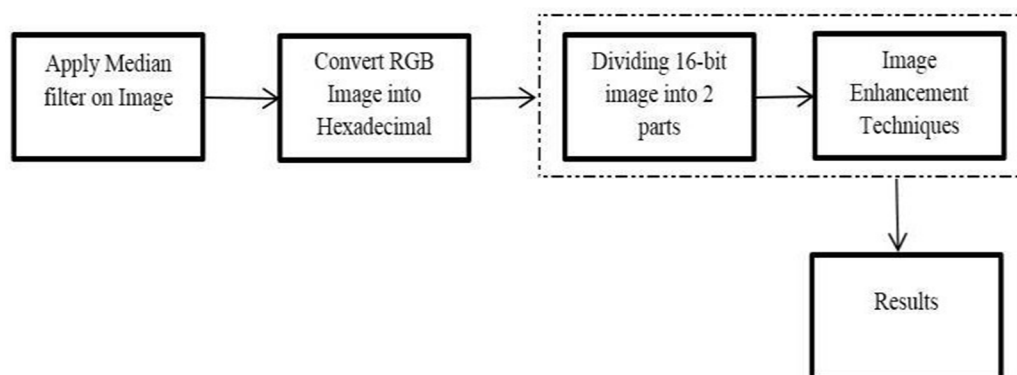 Apply Median
filter on Image
Convert RGB
Image into
Hexadecimal
Dividing 16-bit
image into 2
parts
Image
Enhancement
Techniques
Results